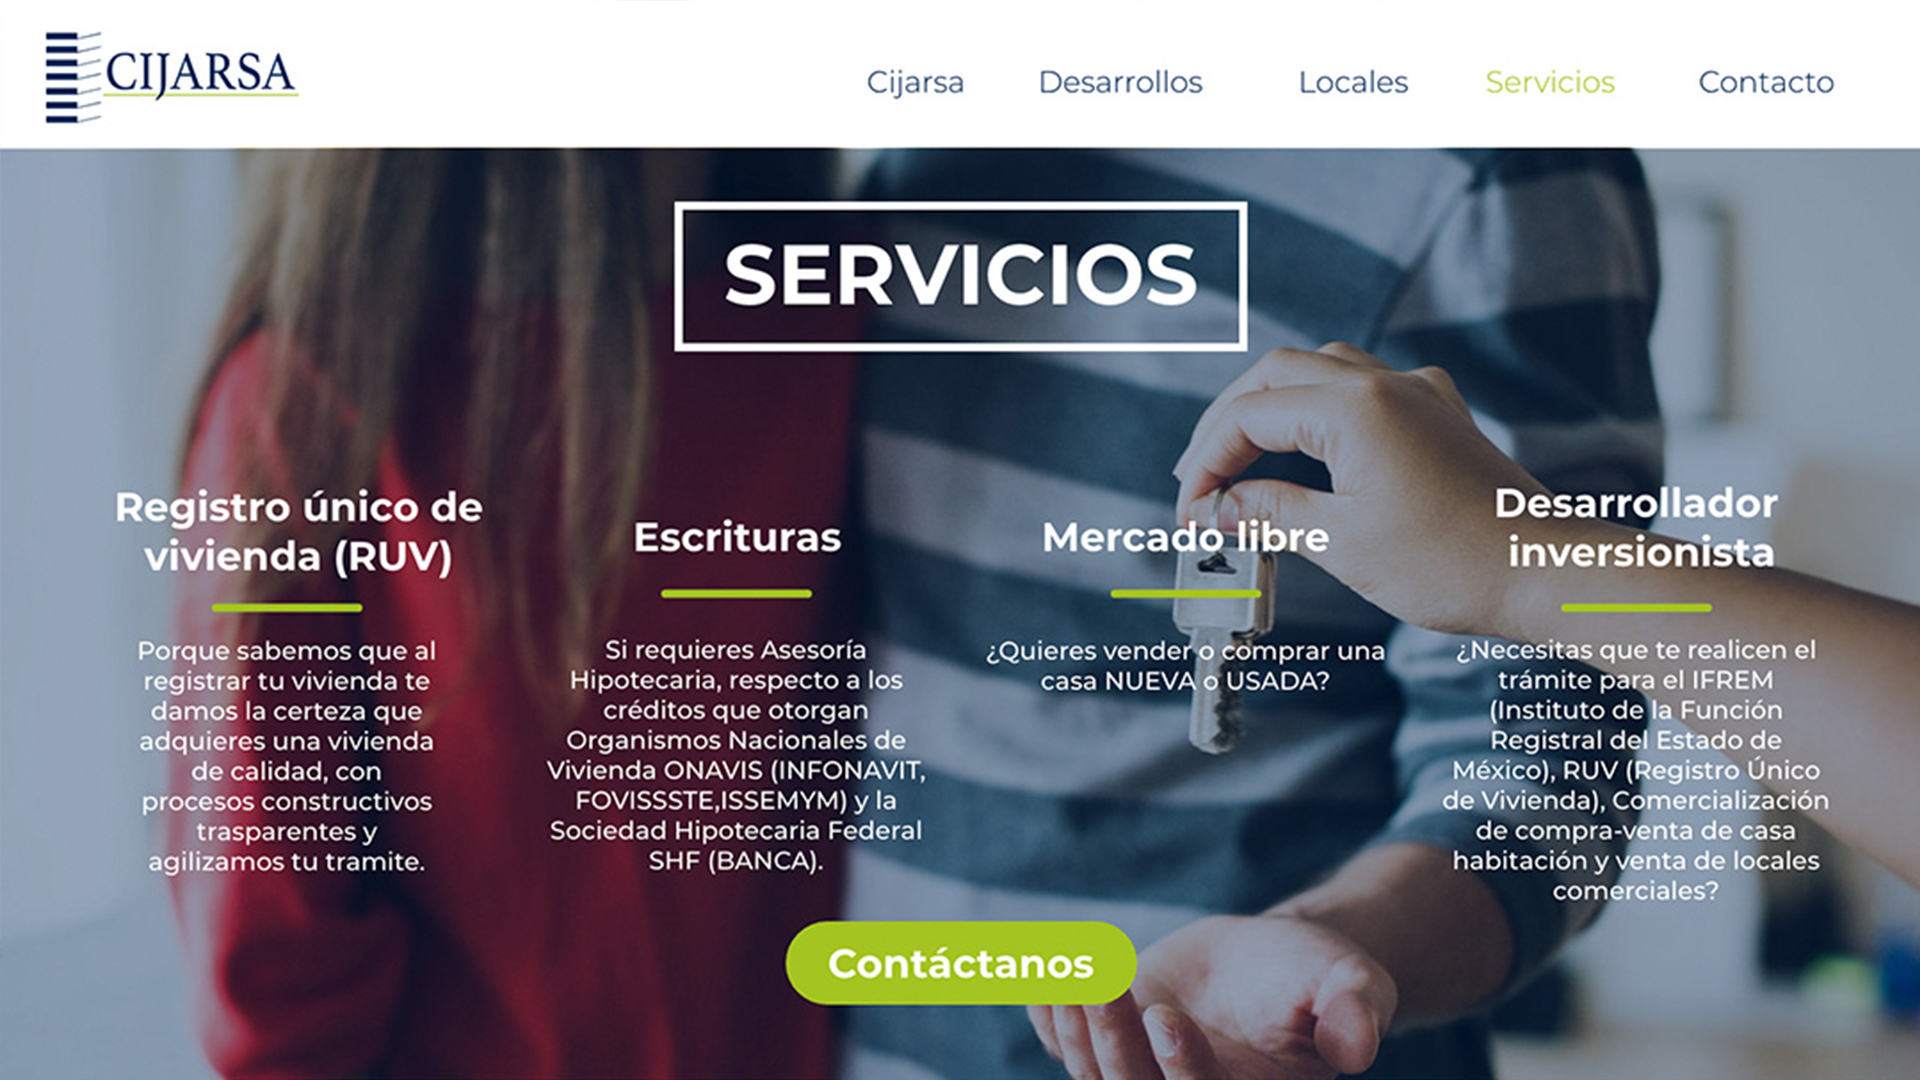 CIJARSA
Cijarsa
Desarrollos
Locales
Servicios
Contacto
SERVICIOS
Registro único de
vivienda (RUV)
Porque sabemos que al
registrar tu vivienda te
damos la certeza que
adquieres una vivienda
de calidad, con
procesos constructivos
trasparentes y
agilizamos tu tramite.
Escrituras
Si requieres Asesoría
Hipotecaria, respecto a los
créditos que otorgan
Organismos Nacionales de
Vivienda ONAVIS (INFONAVIT,
FOVISSSTE,ISSEMYM) y la
Sociedad Hipotecaria Federal
SHF (BANCA).
Mercado libre
¿Quieres vender o comprar una
casa NUEVA o USADA?
Desarrollador
inversionista
¿Necesitas que te realicen el
trámite para el IFREM
(Instituto de la Función
Registral del Estado de
México), RUV (Registro Único
de Vivienda), Comercialización
de compra-venta de casa
habitación y venta de locales
comerciales?
Contáctanos